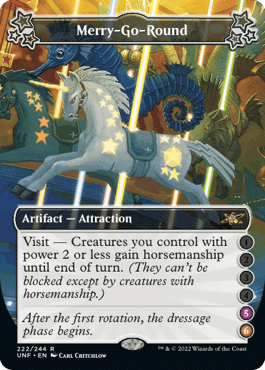 Merry-Go-Round
Artifact — Attraction
Visit — Creatures you control with
power 2 or less gain horsemanship
until end of turn. (They can't be
blocked except by creatures with
horsemanship.)
After the first rotation, the dressage
phase begins.
1
2
3
4
5
6
222/244 R
UNF • EN Carl Critchlow
™ & © 2022 Wizards of the Coast